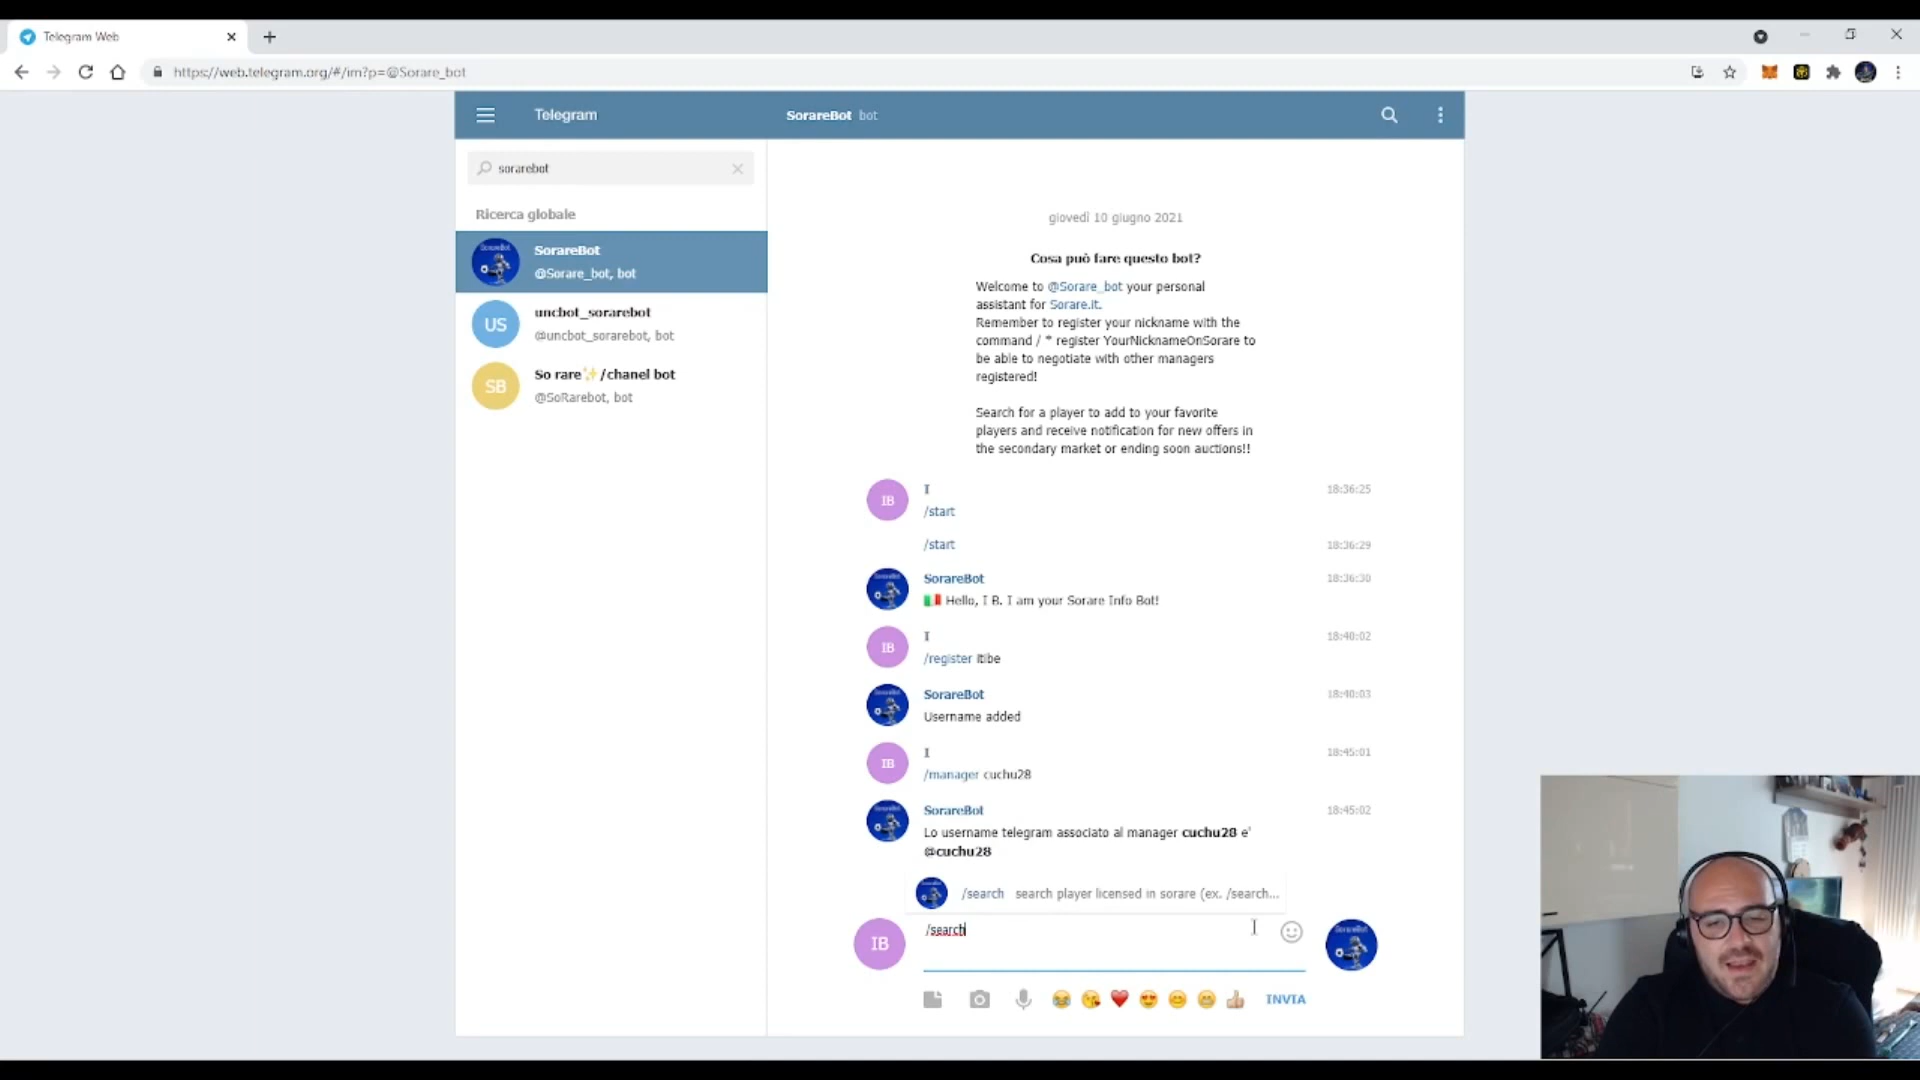 Telegram Web
https://web.telegram.org/#/im?p=@Sorare_bot
Telegram
SorareBot bot
sorarebot
Ricerca globale
SorareBot
@Sorare_bot, bot
US
uncbot_sorarebot
@uncbot_sorarebot, bot
SB
So rare✨/chanel bot
@SoRarebot, bot
giovedì 10 giugno 2021
Cosa può fare questo bot?
Welcome to @Sorare_bot your personal
assistant for Sorare.it.
Remember to register your nickname with the
command / * register YourNicknameOnSorare to
be able to negotiate with other managers
registered!
Search for a player to add to your favorite
players and receive notification for new offers in
the secondary market or ending soon auctions!!
IB
I
18:36:25
/start
/start
18:36:29
SorareBot
18:36:30
🇮🇹 Hello, I B. I am your Sorare Info Bot!
IB
I
18:40:02
/register itibe
SorareBot
18:40:03
Username added
IB
I
18:45:01
/manager cuchu28
SorareBot
18:45:02
Lo username telegram associato al manager cuchu28 e'
@cuchu28
/search search player licensed in sorare (ex. /search...
IB
/search
INVIA